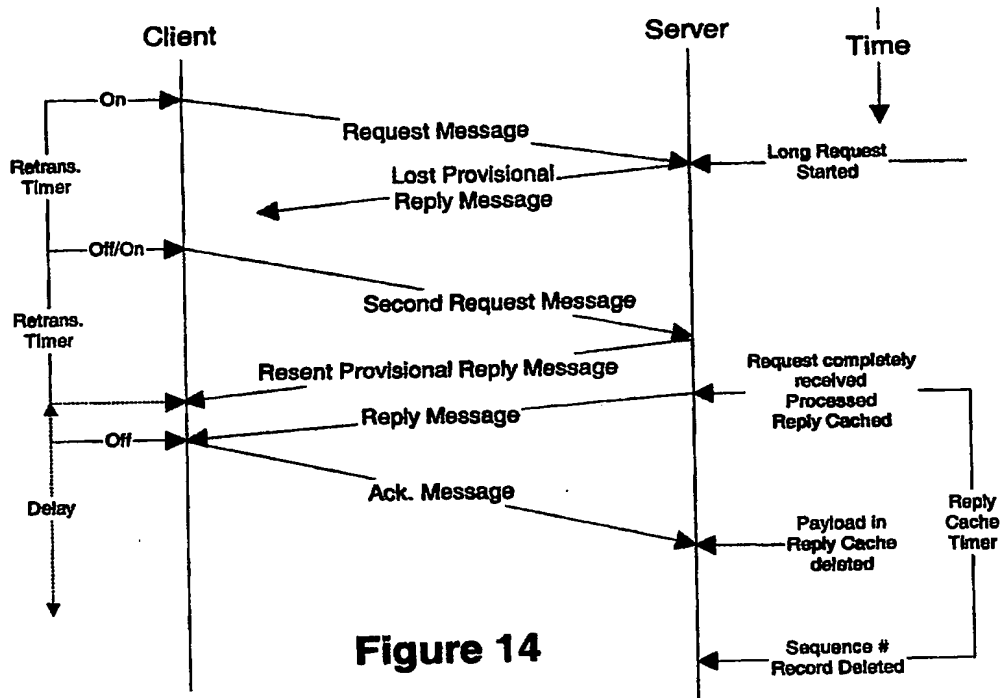 Client
Server
Time
On
Request Message
Retrans.
Timer
Long Request
Started
Lost Provisional
Reply Message
Off/On
Second Request Message
Retrans.
Timer
Resent Provisional Reply Message
Request completely
received
Processed
Reply Cached
Reply Message
Off
Ack. Message
Delay
Payload in
Reply Cache
deleted
Reply
Cache
Timer
Figure 14
Sequence #
Record Deleted